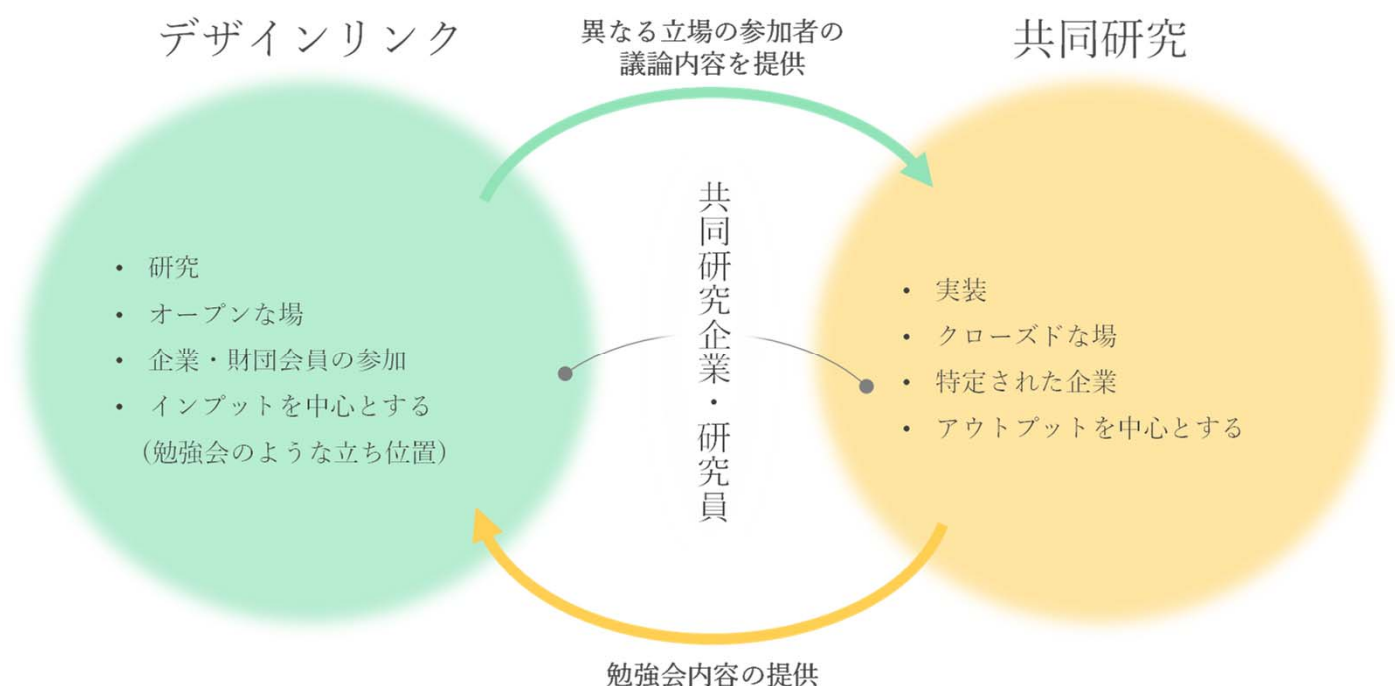 デザインリンク
異なる立場の参加者の
議論内容を提供
共同研究
• 研究
• オープンな場
• 企業・財団会員の参加
• インプットを中心とする
(勉強会のような立ち位置)
共同研究企業・研究員
• 実装
• クローズドな場
• 特定された企業
• アウトプットを中心とする
勉強会内容の提供